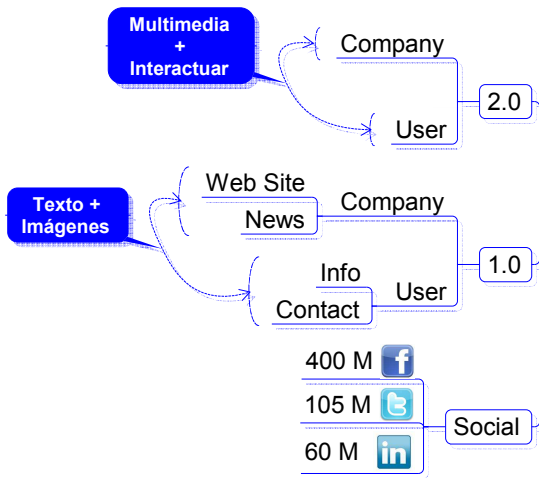 Multimedia
+
Interactuar
Company
User
2.0
Texto +
Imágenes
Web Site
News
Company
Info
Contact
User
1.0
400 M f
105 M t
60 M in
Social